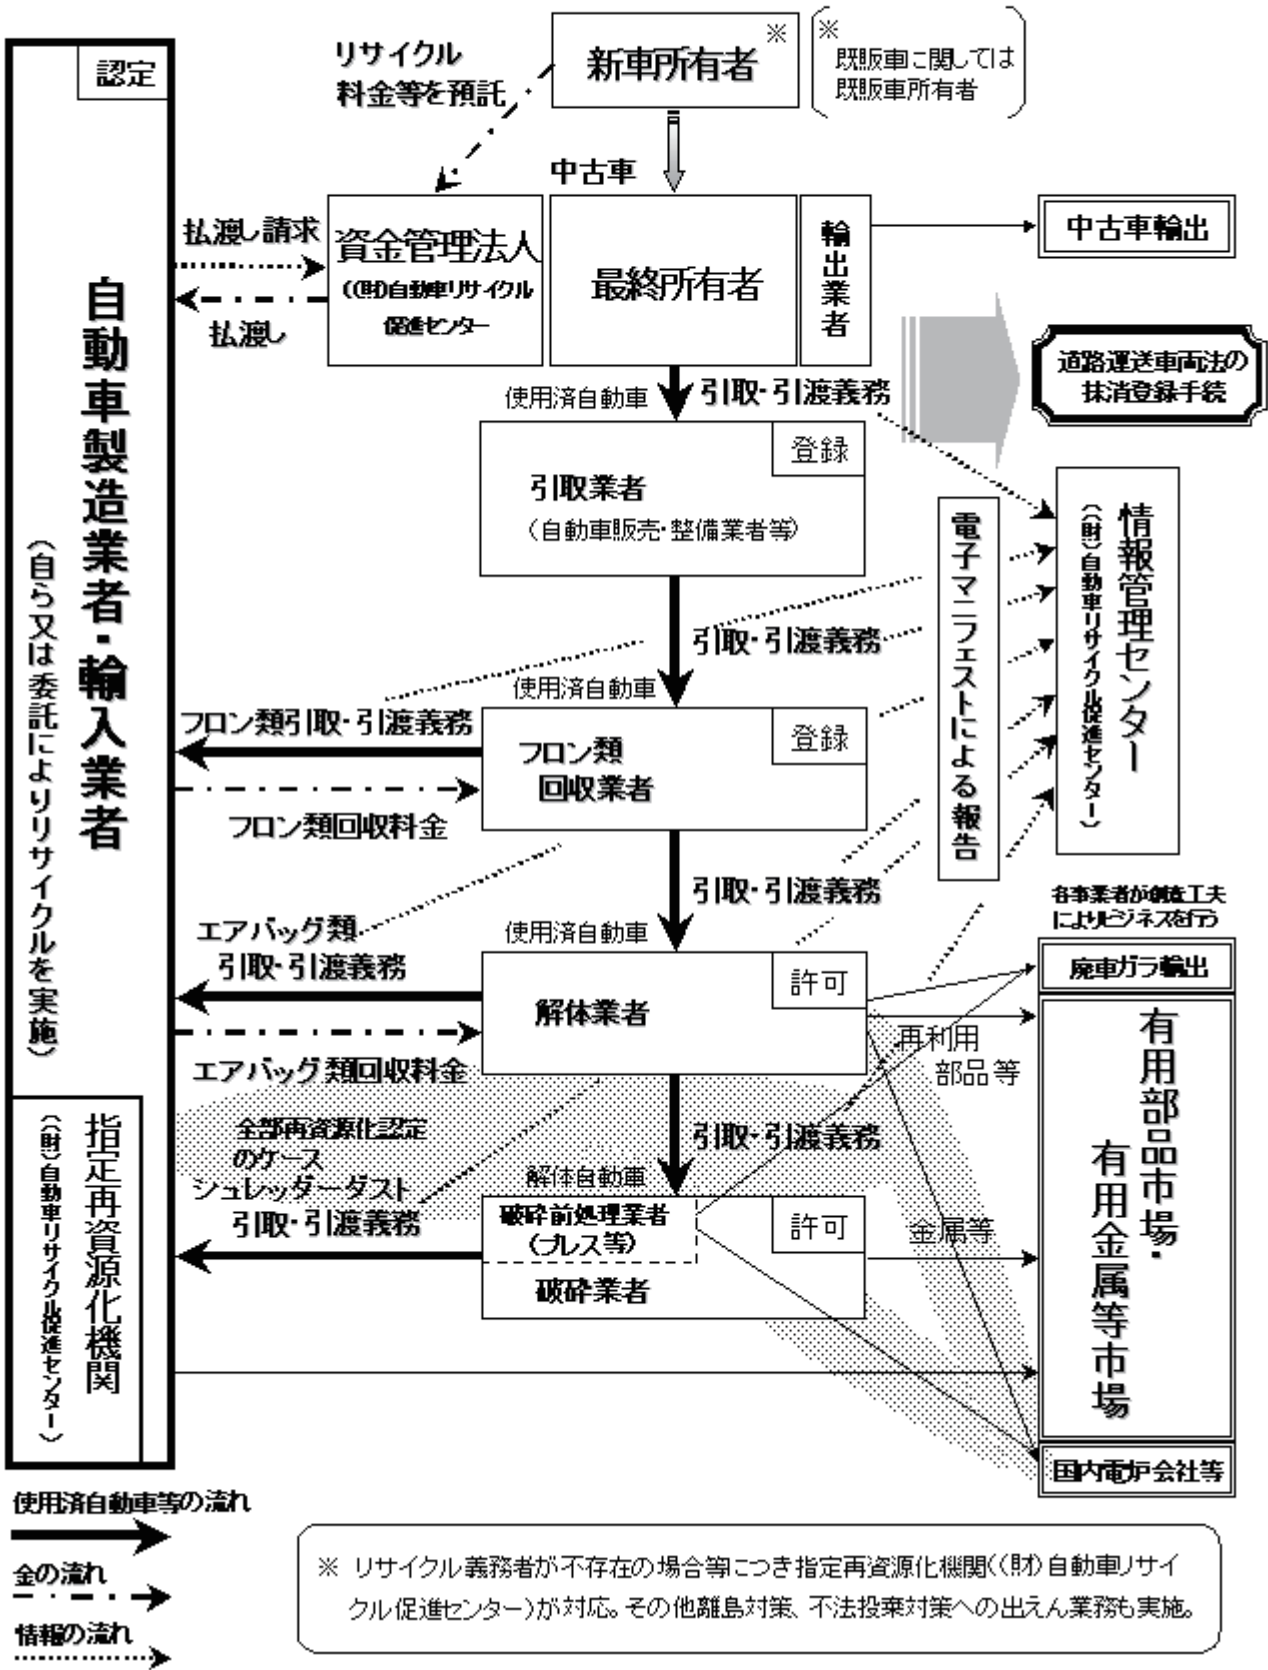 認定
自動車製造業者・輸入業者
(自ら又は委託によりリサイクルを実施)
指定再資源化機関
((財)自動車リサイクル促進センター)
リサイクル
料金等を預託
新車所有者
※
※
既販車に関しては
既販車所有者
中古車
払渡し請求
払渡し
資金管理法人
((財)自動車リサイクル
促進センター
最終所有者
輸出業者
中古車輸出
道路運送車両法の
抹消登録手続
使用済自動車
引取・引渡義務
登録
引取業者
(自動車販売・整備業者等)
電子マニフェストによる報告
情報管理センター
((財)自動車リサイクル促進センター)
引取・引渡義務
使用済自動車
フロン類引取・引渡義務
フロン類回収料金
登録
フロン類
回収業者
引取・引渡義務
使用済自動車
エアバッグ類
引取・引渡義務
エアバッグ類回収料金
許可
解体業者
各事業者が創造工夫
によりビジネスを行う
廃車ガラ輸出
再利用
部品等
有用部品市場・
有用金属等市場
全部再資源化認定
のケース
シュレッダーダスト
引取・引渡義務
引取・引渡義務
解体自動車
破砕前処理業者
(プレス等)
許可
破砕業者
金属等
国内電炉会社等
使用済自動車等の流れ
金の流れ
情報の流れ
※ リサイクル義務者が不存在の場合等につき指定再資源化機関((財)自動車リサイ
クル促進センター)が対応。その他離島対策、不法投棄対策への出えん業務も実施。